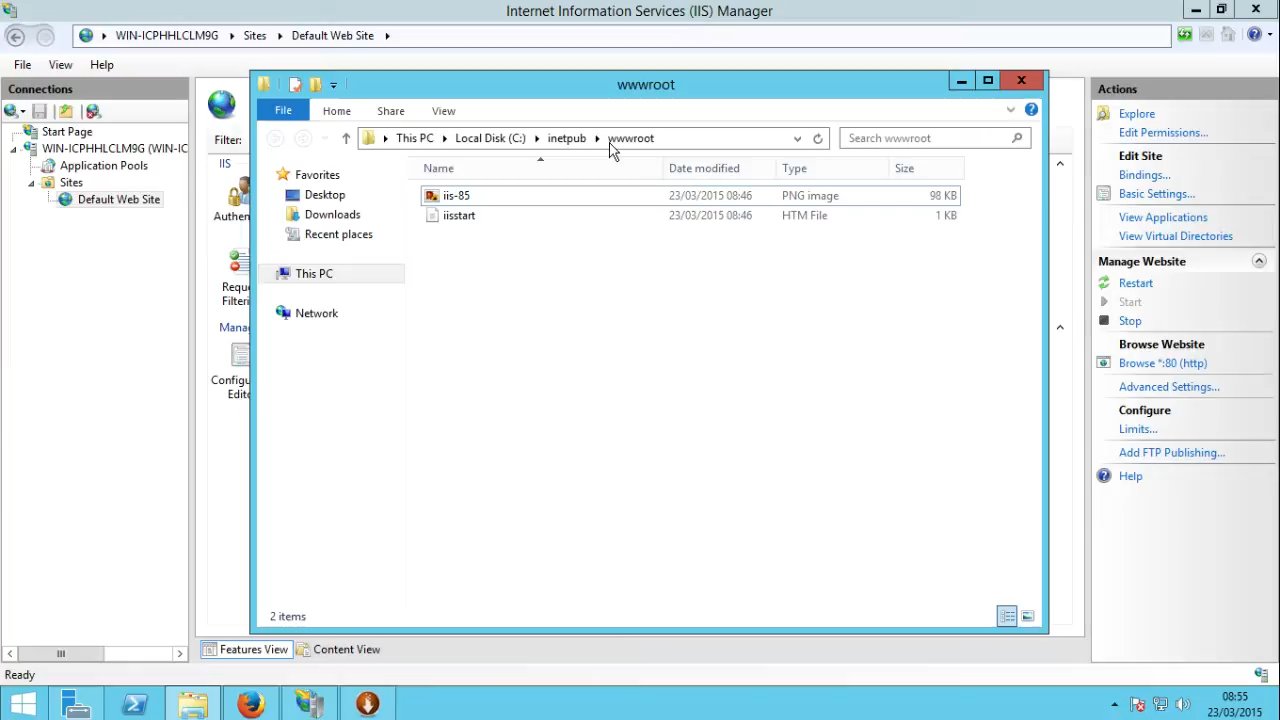 Internet Information Services (IIS) Manager
WIN-ICPHHLCLM9G Sites Default Web Site
File View Help
Connections
Start Page
WIN-ICPHHLCLM9G (WIN-IC
Application Pools
Sites
Default Web Site
Filter:
IIS
Authen
Reque
Filterin
Manag
Configu
Edito
wwwroot
File Home Share View
This PC Local Disk (C:) inetpub wwwroot
Search wwwroot
Favorites
Desktop
Downloads
Recent places
This PC
Network
Name Date modified Type Size
iis-85 23/03/2015 08:46 PNG image 98 KB
iisstart 23/03/2015 08:46 HTM File 1 KB
2 items
Features View Content View
Actions
Explore
Edit Permissions...
Edit Site
Bindings...
Basic Settings...
View Applications
View Virtual Directories
Manage Website
Restart
Start
Stop
Browse Website
Browse *:80 (http)
Advanced Settings...
Configure
Limits...
Add FTP Publishing...
Help
Ready
08:55
23/03/2015